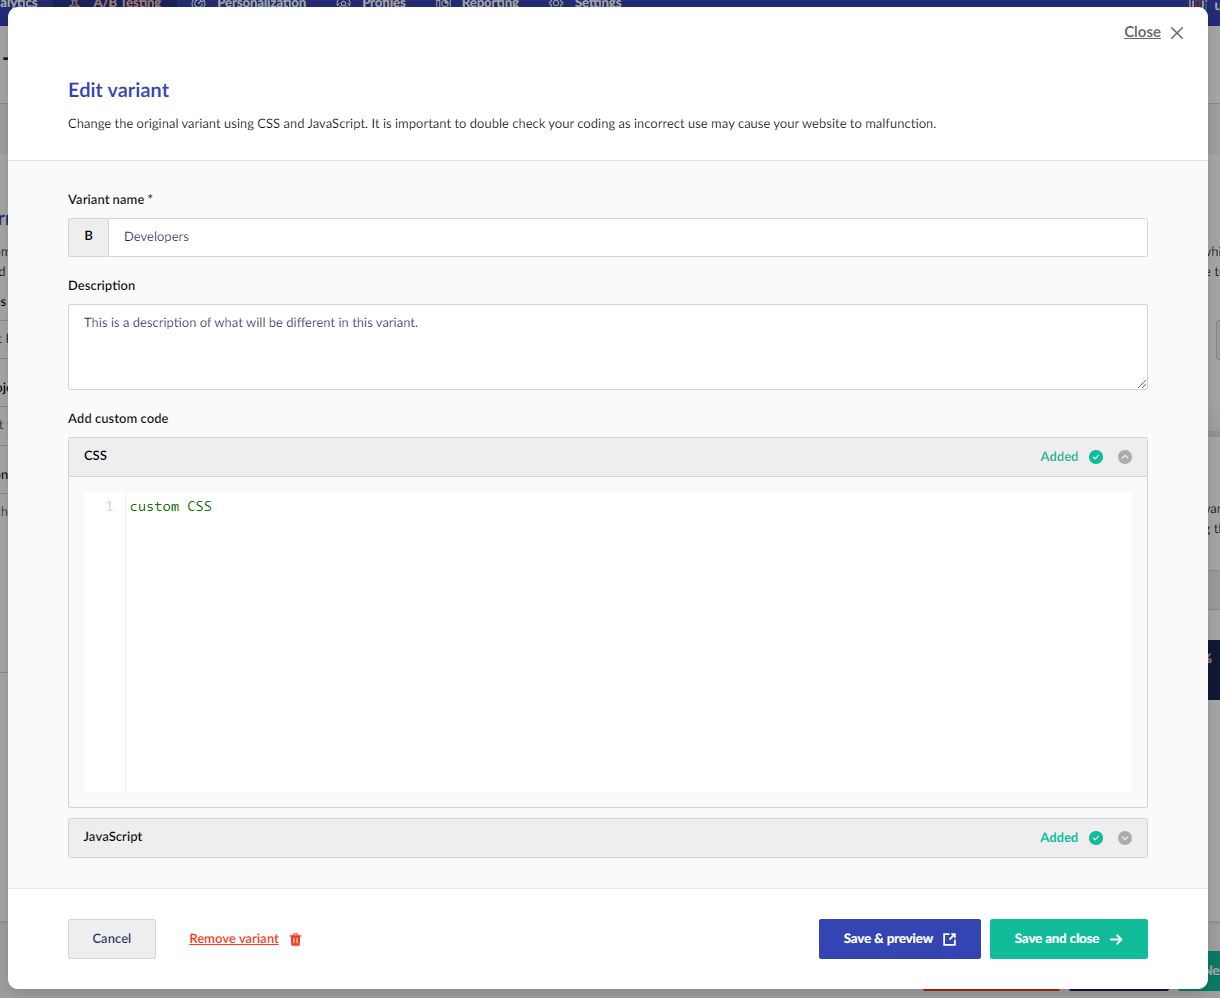 alytics A/B Testing Personalization Profiles Reporting Settings
Close
Edit variant
Change the original variant using CSS and JavaScript. It is important to double check your coding as incorrect use may cause your website to malfunction.
Variant name *
B Developers
Description
This is a description of what will be different in this variant.
Add custom code
CSS Added
1 custom CSS
JavaScript Added
Cancel Remove variant Save & preview Save and close